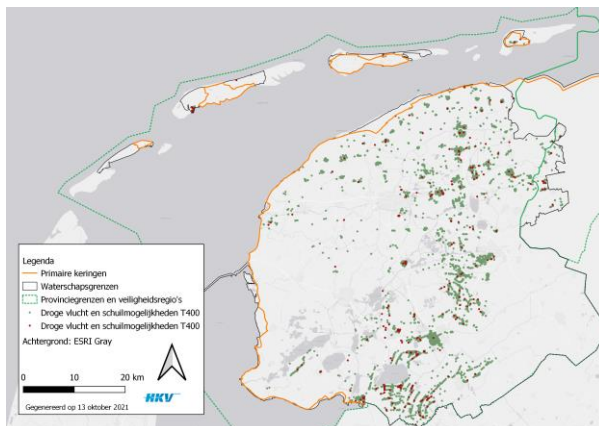 Legenda
Primaire keringen
Waterschapsgrenzen
Provinciegrenzen en veiligheidsregio's
Droge vlucht en schuilmogelijkheden T400
Droge vlucht en schuilmogelijkheden T400
Achtergrond: ESRI Gray
0 10 20 km
HKV
Gegenereerd op 13 oktober 2021